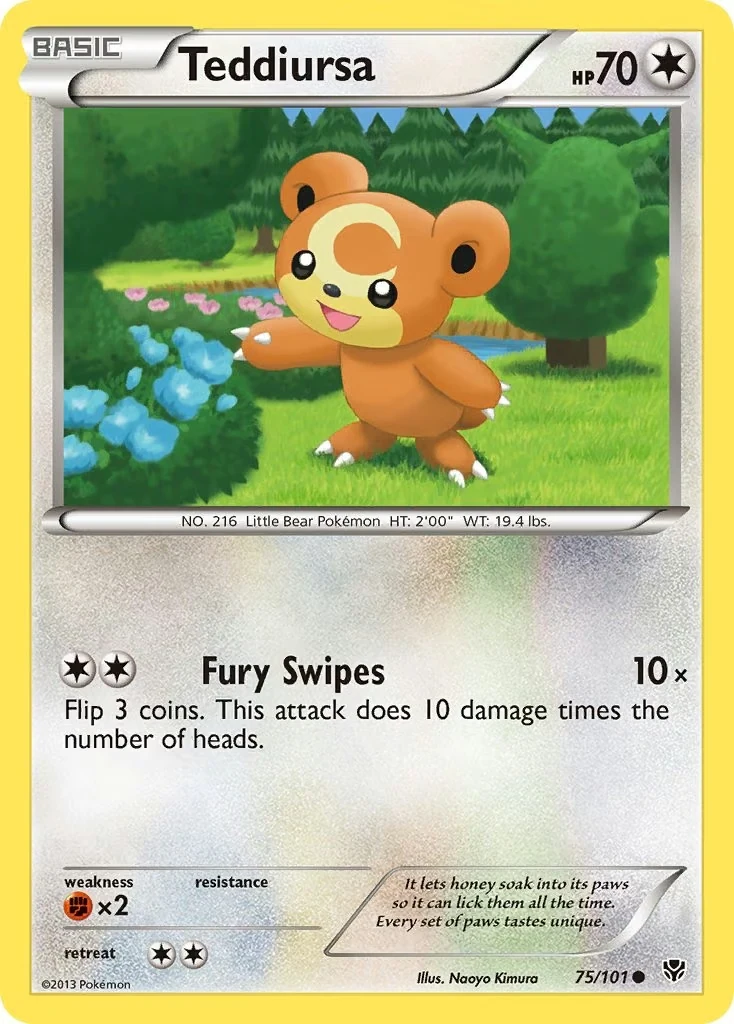 BASIC
Teddiursa
HP70
NO. 216 Little Bear Pokémon HT: 2'00" WT: 19.4 lbs.
Fury Swipes 10×
Flip 3 coins. This attack does 10 damage times the
number of heads.
weakness resistance
×2
It lets honey soak into its paws
so it can lick them all the time.
Every set of paws tastes unique.
retreat
Illus. Naoyo Kimura 75/101
©2013 Pokémon